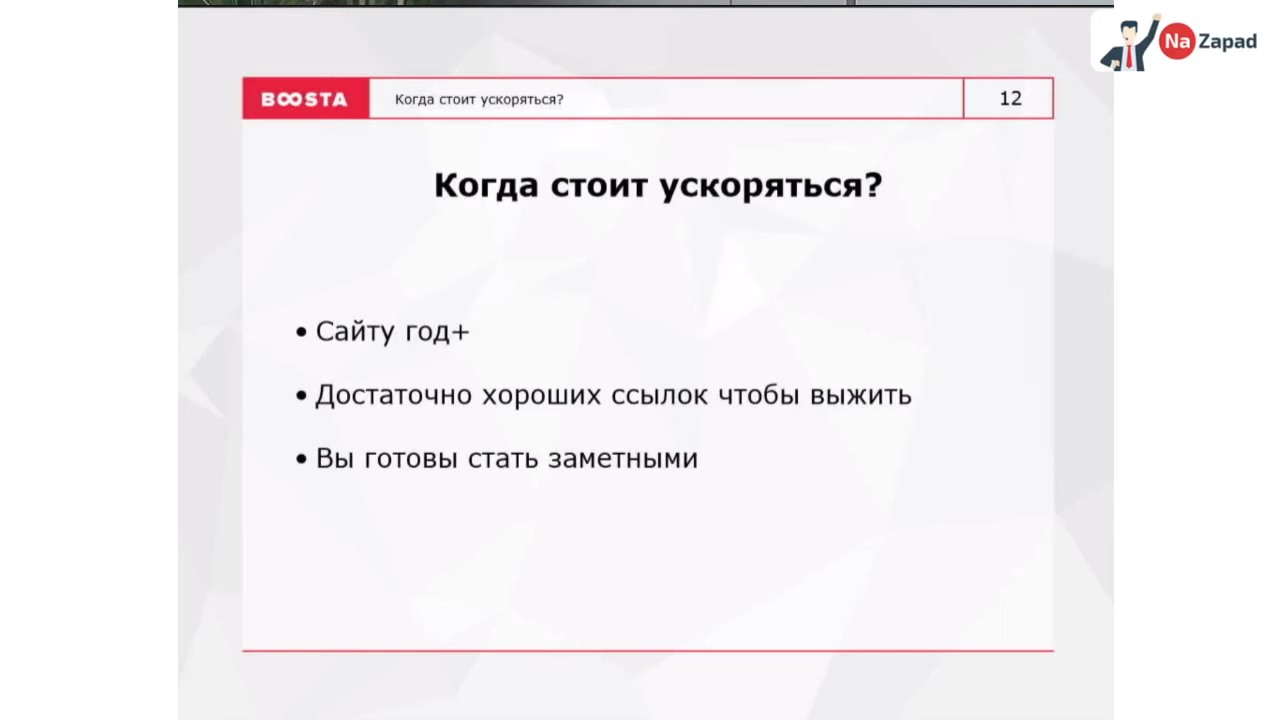 Na Zapad
BOOSTA
Когда стоит ускоряться?
12
Когда стоит ускоряться?
• Сайту год+
• Достаточно хороших ссылок чтобы выжить
• Вы готовы стать заметными